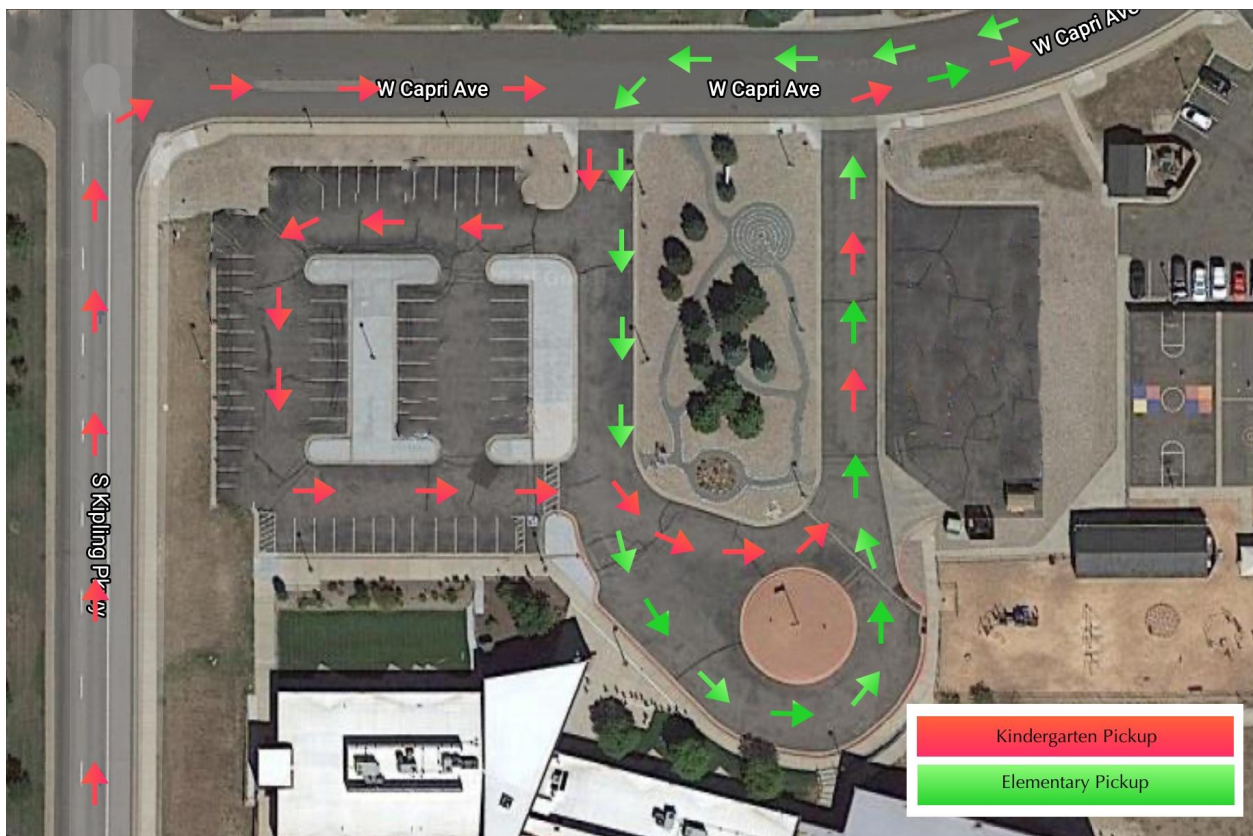 W Capri Ave
W Capri Ave
W Capri Ave
S Kipling Pkwy
Kindergarten Pickup
Elementary Pickup